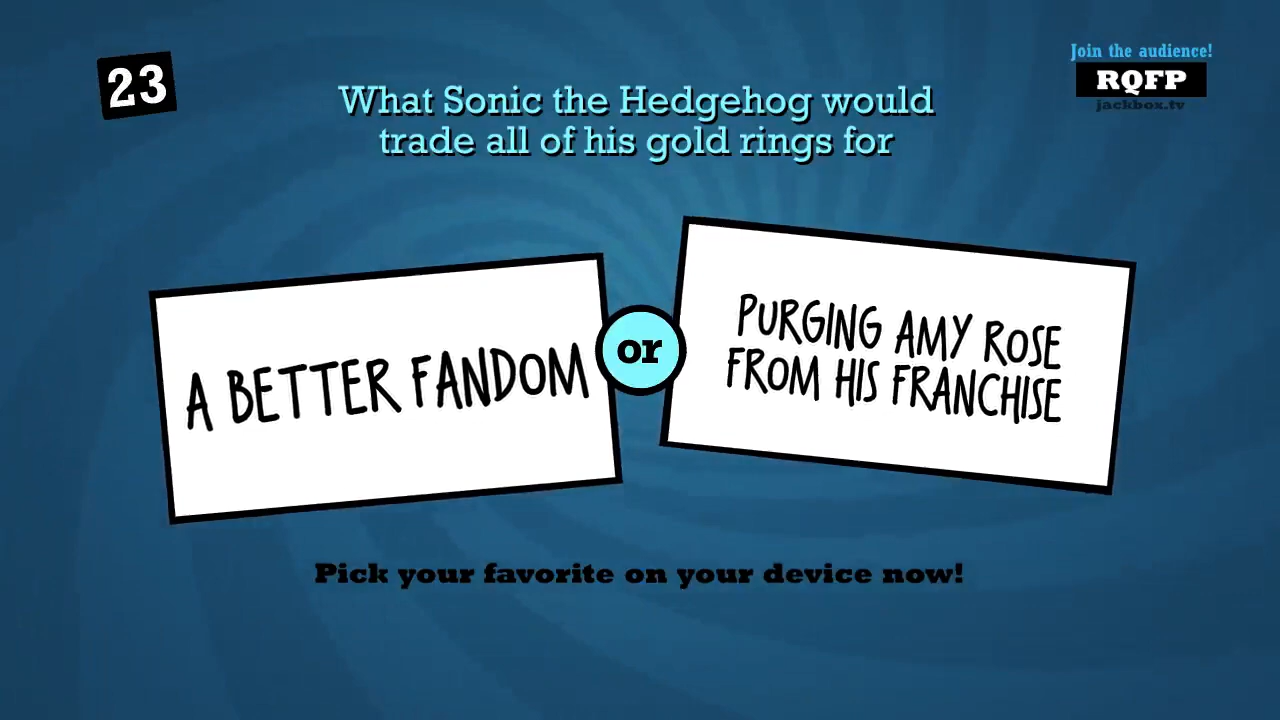 23
Join the audience!
RQFP
jackbox.tv
What Sonic the Hedgehog would
trade all of his gold rings for
A BETTER FANDOM
or
PURGING AMY ROSE
FROM HIS FRANCHISE
Pick your favorite on your device now!